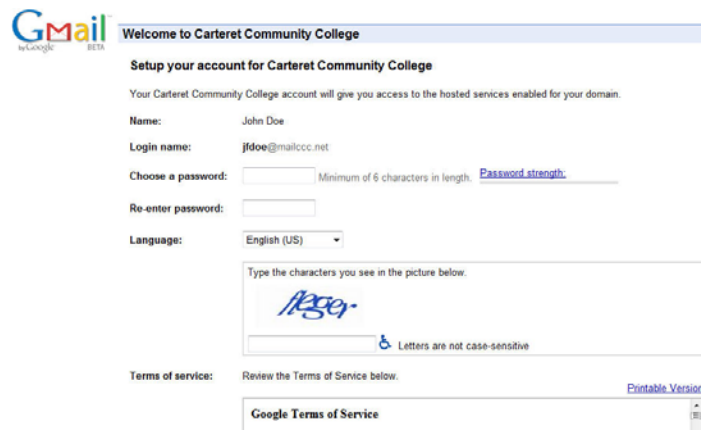 Gmail
by Google BETA
Welcome to Carteret Community College
Setup your account for Carteret Community College
Your Carteret Community College account will give you access to the hosted services enabled for your domain.
Name: John Doe
Login name: jfdoe@mailccc.net
Choose a password: Minimum of 6 characters in length. Password strength:
Re-enter password:
Language: English (US)
Type the characters you see in the picture below.
fleger
Letters are not case-sensitive
Terms of service: Review the Terms of Service below.
Printable Version
Google Terms of Service